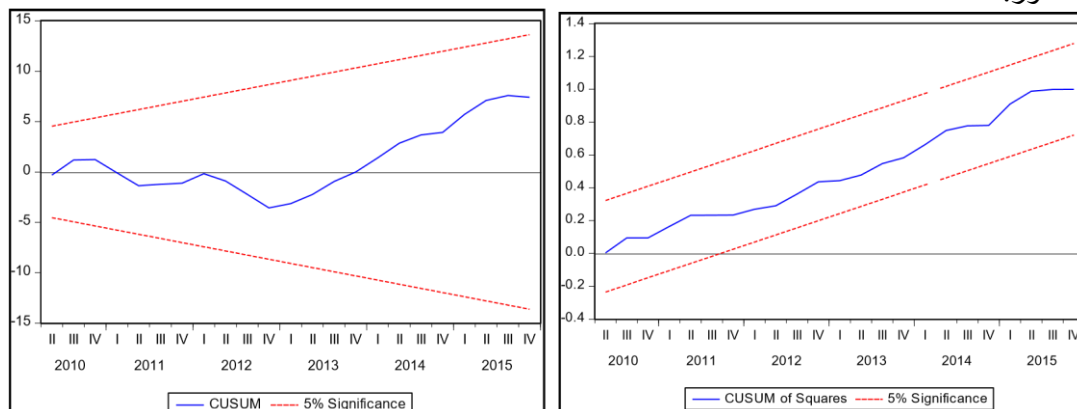 15
10
5
0
-5
-10
-15
II III IV I II III IV I II III IV I II III IV I II III IV I II III IV
2010 2011 2012 2013 2014 2015
CUSUM 5% Significance
1.4
1.2
1.0
0.8
0.6
0.4
0.2
0.0
-0.2
-0.4
II III IV I II III IV I II III IV I II III IV I II III IV I II III IV
2010 2011 2012 2013 2014 2015
CUSUM of Squares 5% Significance